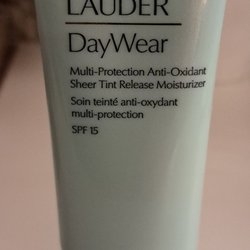 LAUDER
DayWear
Multi-Protection Anti-Oxidant
Sheer Tint Release Moisturizer
Soin teinté anti-oxydant
multi-protection
SPF 15